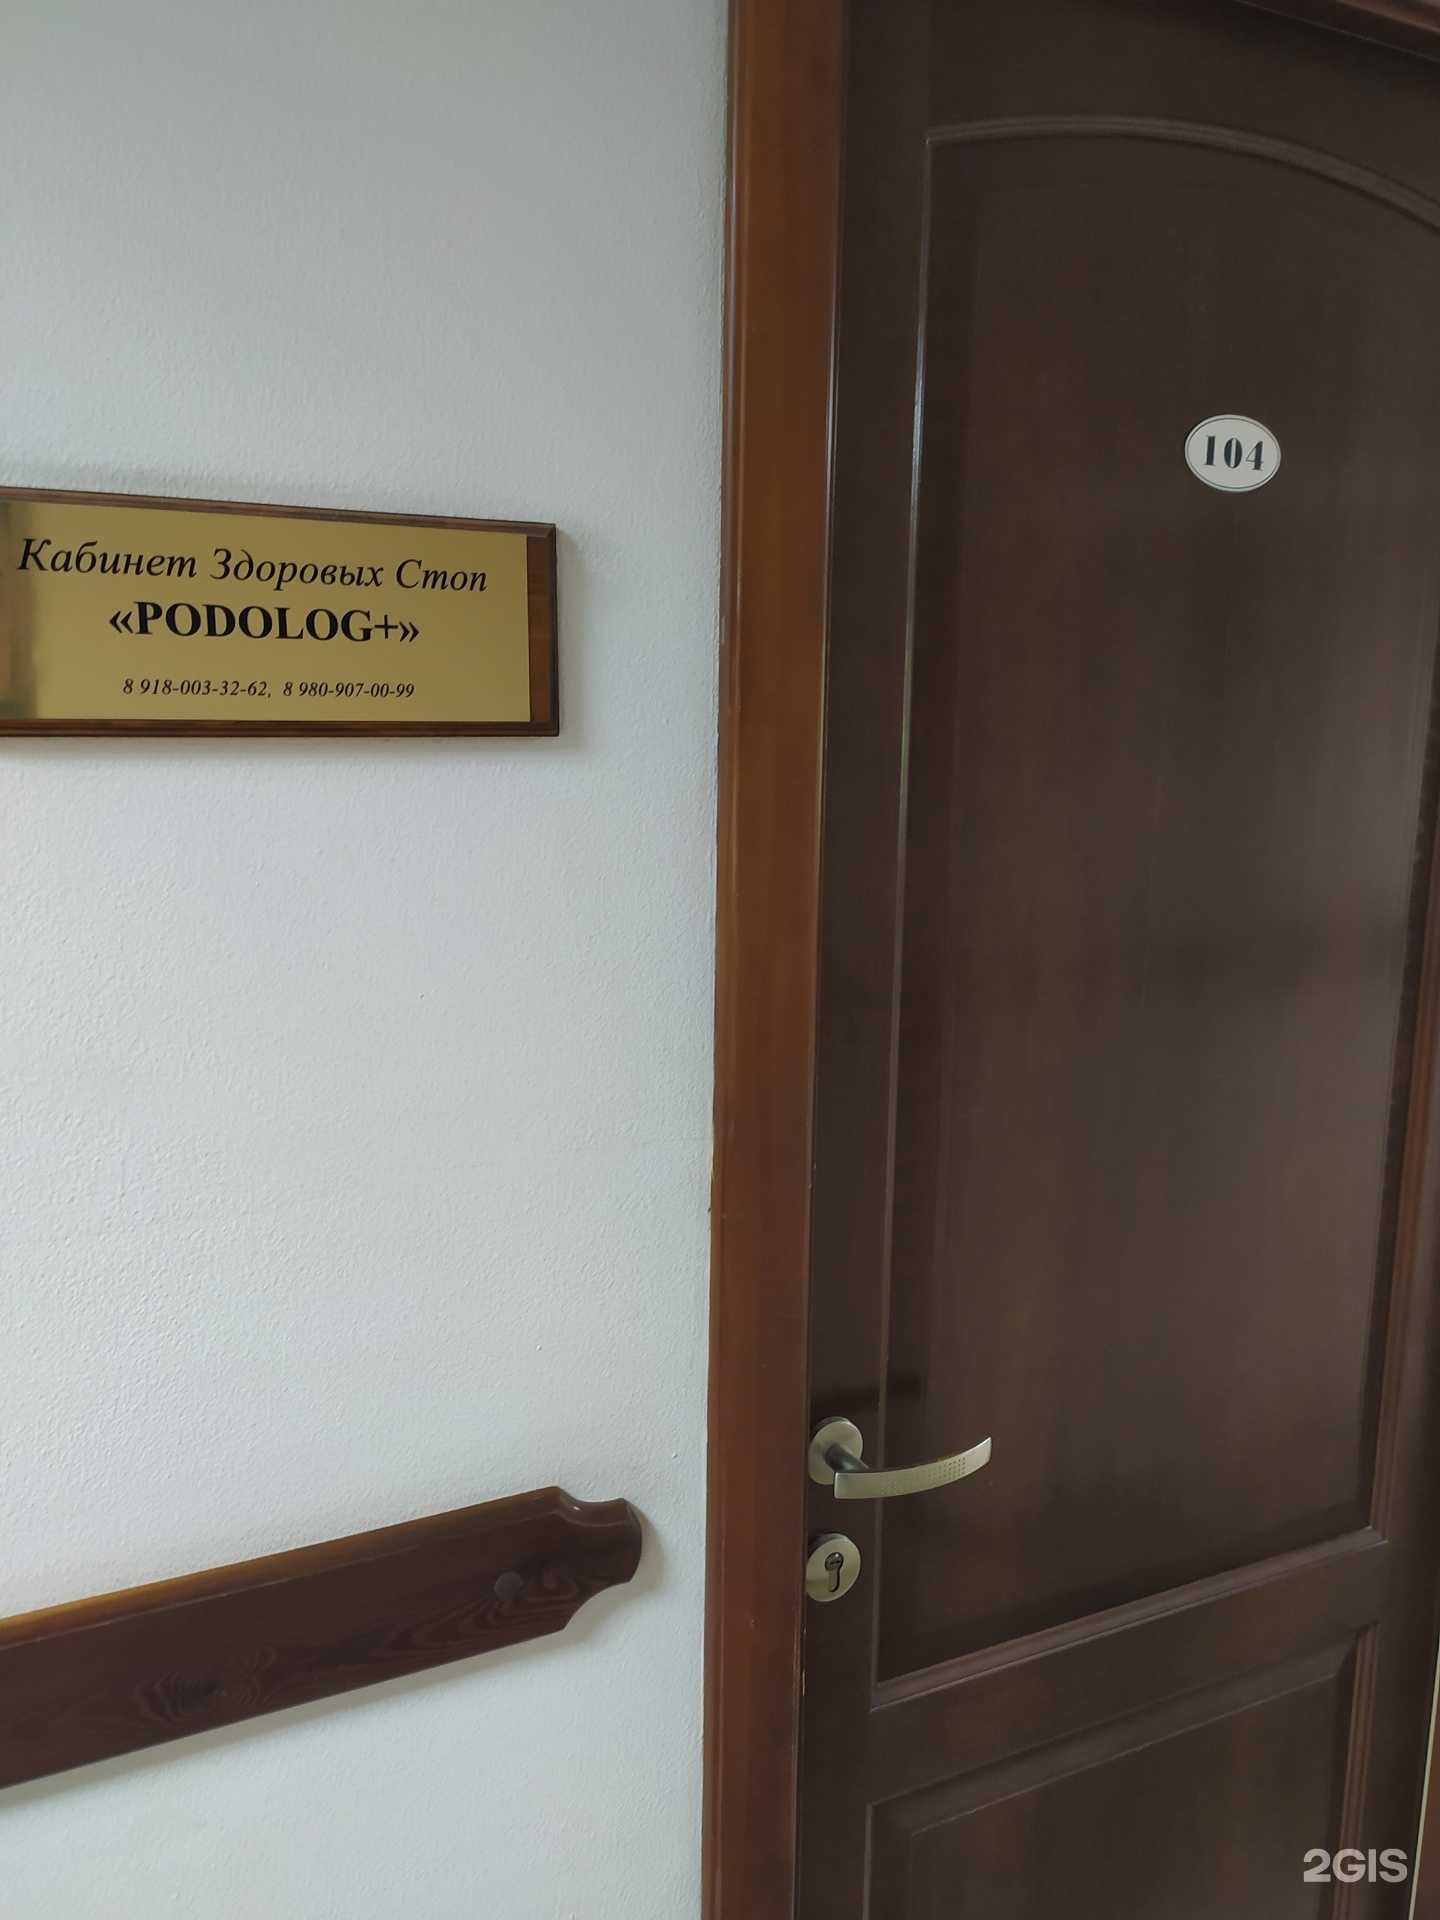 Кабинет Здоровых Стоп
«PODOLOG+»
8 918-003-32-62, 8 980-907-00-99
104
2GIS